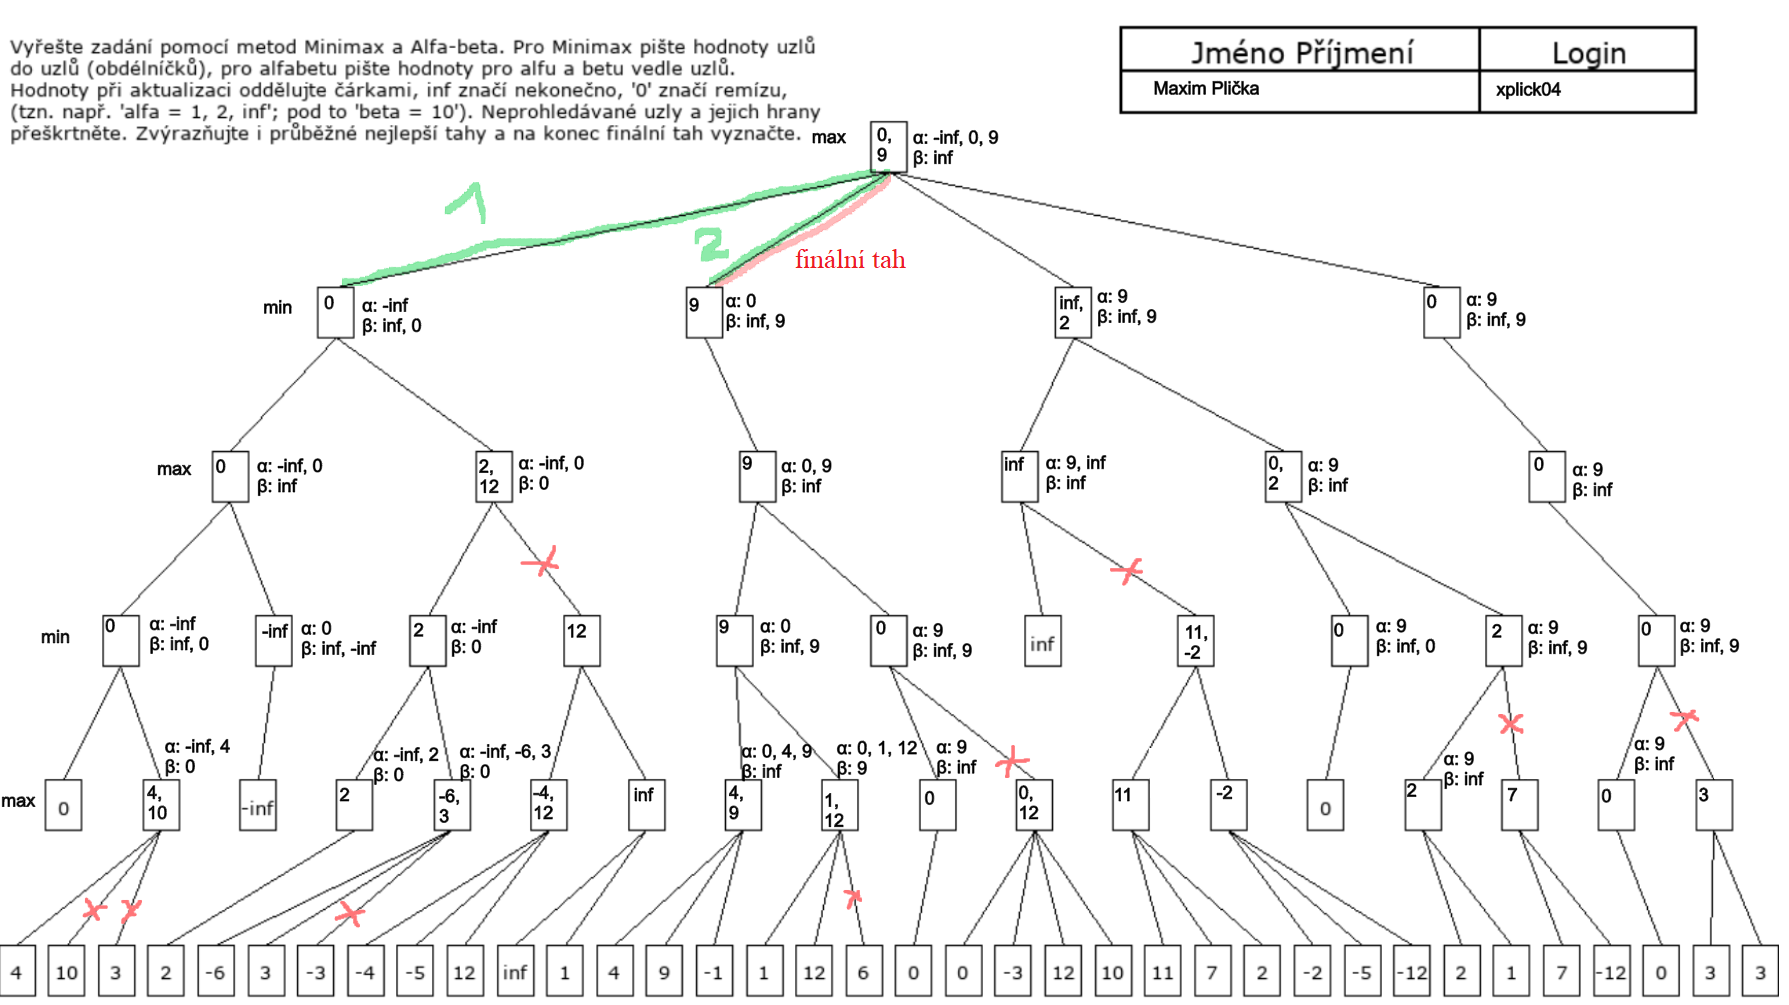 Vyřešte zadání pomocí metod Minimax a Alfa-beta. Pro Minimax pište hodnoty uzlů
do uzlů (obdélníčků), pro alfabetu pište hodnoty pro alfu a betu vedle uzlů.
Hodnoty při aktualizaci oddělujte čárkami, inf značí nekonečno, '0' značí remízu,
(tzn. např. 'alfa = 1, 2, inf'; pod to 'beta = 10'). Neprohledávané uzly a jejich hrany
přeškrtněte. Zvýrazňujte i průběžné nejlepší tahy a na konec finální tah vyznačte.
Jméno Příjmení Login
Maxim Plička xplick04
max 0, 9 α: -inf, 0, 9
β: inf
1
2
finální tah
min 0 α: -inf
β: inf, 0
9 α: 0
β: inf, 9
inf, 2 α: 9
β: inf, 9
0 α: 9
β: inf, 9
max 0 α: -inf, 0
β: inf
2, 12 α: -inf, 0
β: 0
9 α: 0, 9
β: inf
inf α: 9, inf
β: inf
0, 2 α: 9
β: inf
0 α: 9
β: inf
min 0 α: -inf
β: inf, 0
-inf α: 0
β: inf, -inf
2 α: -inf
β: 0
12
9 α: 0
β: inf, 9
0 α: 9
β: inf, 9
inf
11, -2
0 α: 9
β: inf, 0
2 α: 9
β: inf, 9
0 α: 9
β: inf, 9
max 0
4, 10 α: -inf, 4
β: 0
-inf
2 α: -inf, 2
β: 0
-6, 3 α: -inf, -6, 3
β: 0
-4, 12
inf
4, 9 α: 0, 4, 9
β: inf
1, 12 α: 0, 1, 12
β: 9
0 α: 9
β: inf
0, 12
11
-2
0
2 α: 9
β: inf
7
0 α: 9
β: inf
3
4 10 3 2 -6 3 -3 -4 -5 12 inf 1 4 9 -1 1 12 6 0 0 -3 12 10 11 7 2 -2 -5 -12 2 1 7 -12 0 3 3